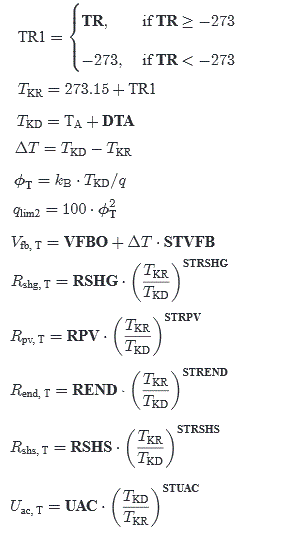 TR1 = { TR, if TR ≥ −273
−273, if TR < −273
T_KR = 273.15 + TR1
T_KD = T_A + DTA
ΔT = T_KD − T_KR
ϕ_T = k_B · T_KD/q
q_lim2 = 100 · ϕ_T^2
V_fb, T = VFBO + ΔT · STVFB
R_shg, T = RSHG · (T_KR/T_KD)^STRSHG
R_pv, T = RPV · (T_KR/T_KD)^STRPV
R_end, T = REND · (T_KR/T_KD)^STREND
R_shs, T = RSHS · (T_KR/T_KD)^STRSHS
U_ac, T = UAC · (T_KD/T_KR)^STUAC